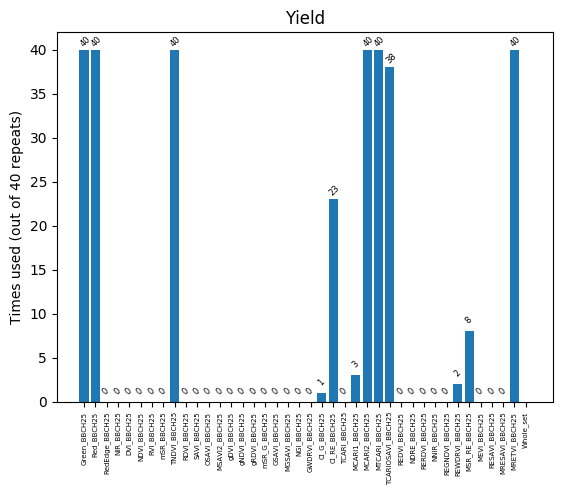 Yield
Times used (out of 40 repeats)
40
35
30
25
20
15
10
5
0
40
40
0
0
0
0
0
0
40
0
0
0
0
0
0
0
0
0
0
0
0
1
23
0
3
40
40
38
0
0
0
0
0
2
8
0
0
0
40
Green_BBCH25
Red_BBCH25
RedEdge_BBCH25
NIR_BBCH25
DVI_BBCH25
NDVI_BBCH25
RVI_BBCH25
mSR_BBCH25
TNDVI_BBCH25
RDVI_BBCH25
SAVI_BBCH25
OSAVI_BBCH25
MSAVI2_BBCH25
gDVI_BBCH25
gNDVI_BBCH25
gRDVI_BBCH25
mSR_G_BBCH25
GSAVI_BBCH25
MGSAVI_BBCH25
NGI_BBCH25
GWDRVI_BBCH25
CI_G_BBCH25
CI_RE_BBCH25
TCARI_BBCH25
MCARI1_BBCH25
MCARI2_BBCH25
MTCARI_BBCH25
TCARIOSAVI_BBCH25
REDVI_BBCH25
NDRE_BBCH25
RERDVI_BBCH25
NNIR_BBCH25
REGNDVI_BBCH25
REWDRVI_BBCH25
MSR_RE_BBCH25
MEVI_BBCH25
RESAVI_BBCH25
MRESAVI_BBCH25
MRETVI_BBCH25
Whole_set